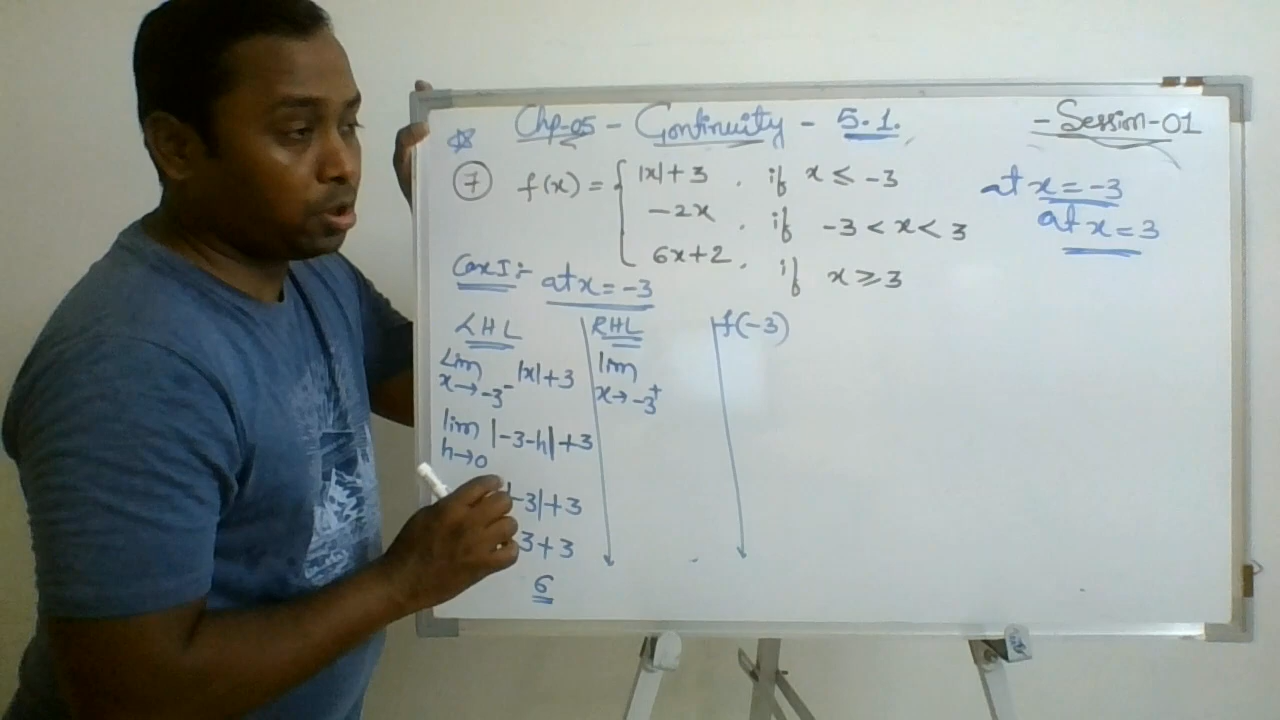 Chp-05 - Continuity - 5.1. - Session-01
7 f(x) = { |x|+3 , if x ≤ -3
-2x , if -3 < x < 3
6x+2 , if x ≥ 3
at x = -3
at x = 3
Case I :- at x = -3
LHL
Lim x→-3⁻ |x|+3
lim h→0 |-3-h|+3
-3|+3
3+3
6
RHL
lim x→-3⁺
f(-3)